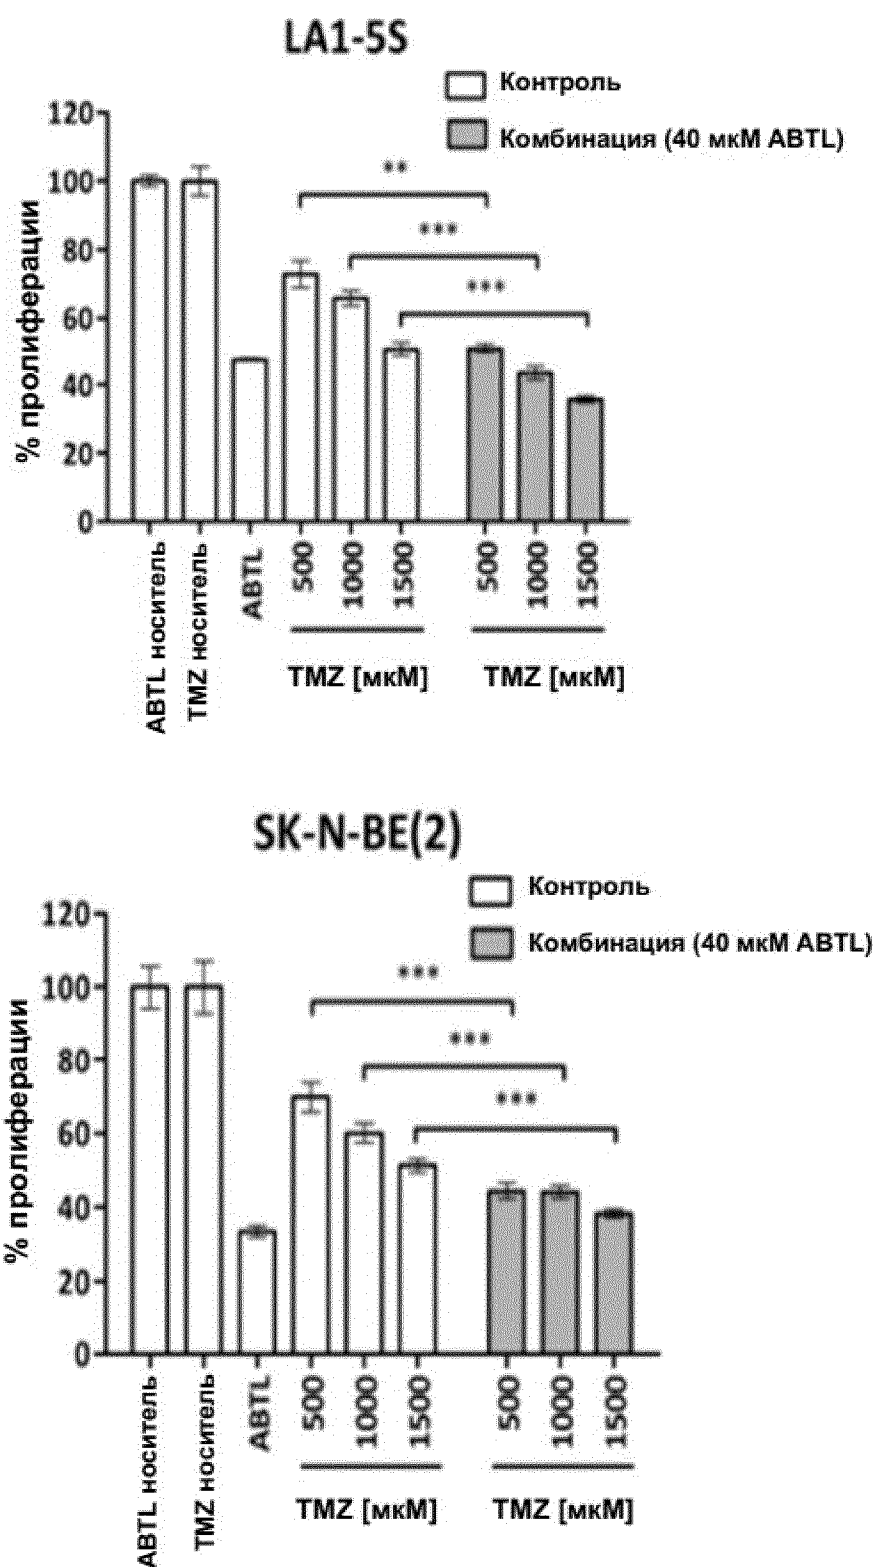 LA1-5S
Контроль
Комбинация (40 мкМ ABTL)
% пролиферации
120
100
80
60
40
20
0
**
***
***
ABTL носитель
TMZ носитель
ABTL
500
1000
1500
500
1000
1500
TMZ [мкМ]
TMZ [мкМ]
SK-N-BE(2)
Контроль
Комбинация (40 мкМ ABTL)
% пролиферации
120
100
80
60
40
20
0
***
***
***
ABTL носитель
TMZ носитель
ABTL
500
1000
1500
500
1000
1500
TMZ [мкМ]
TMZ [мкМ]